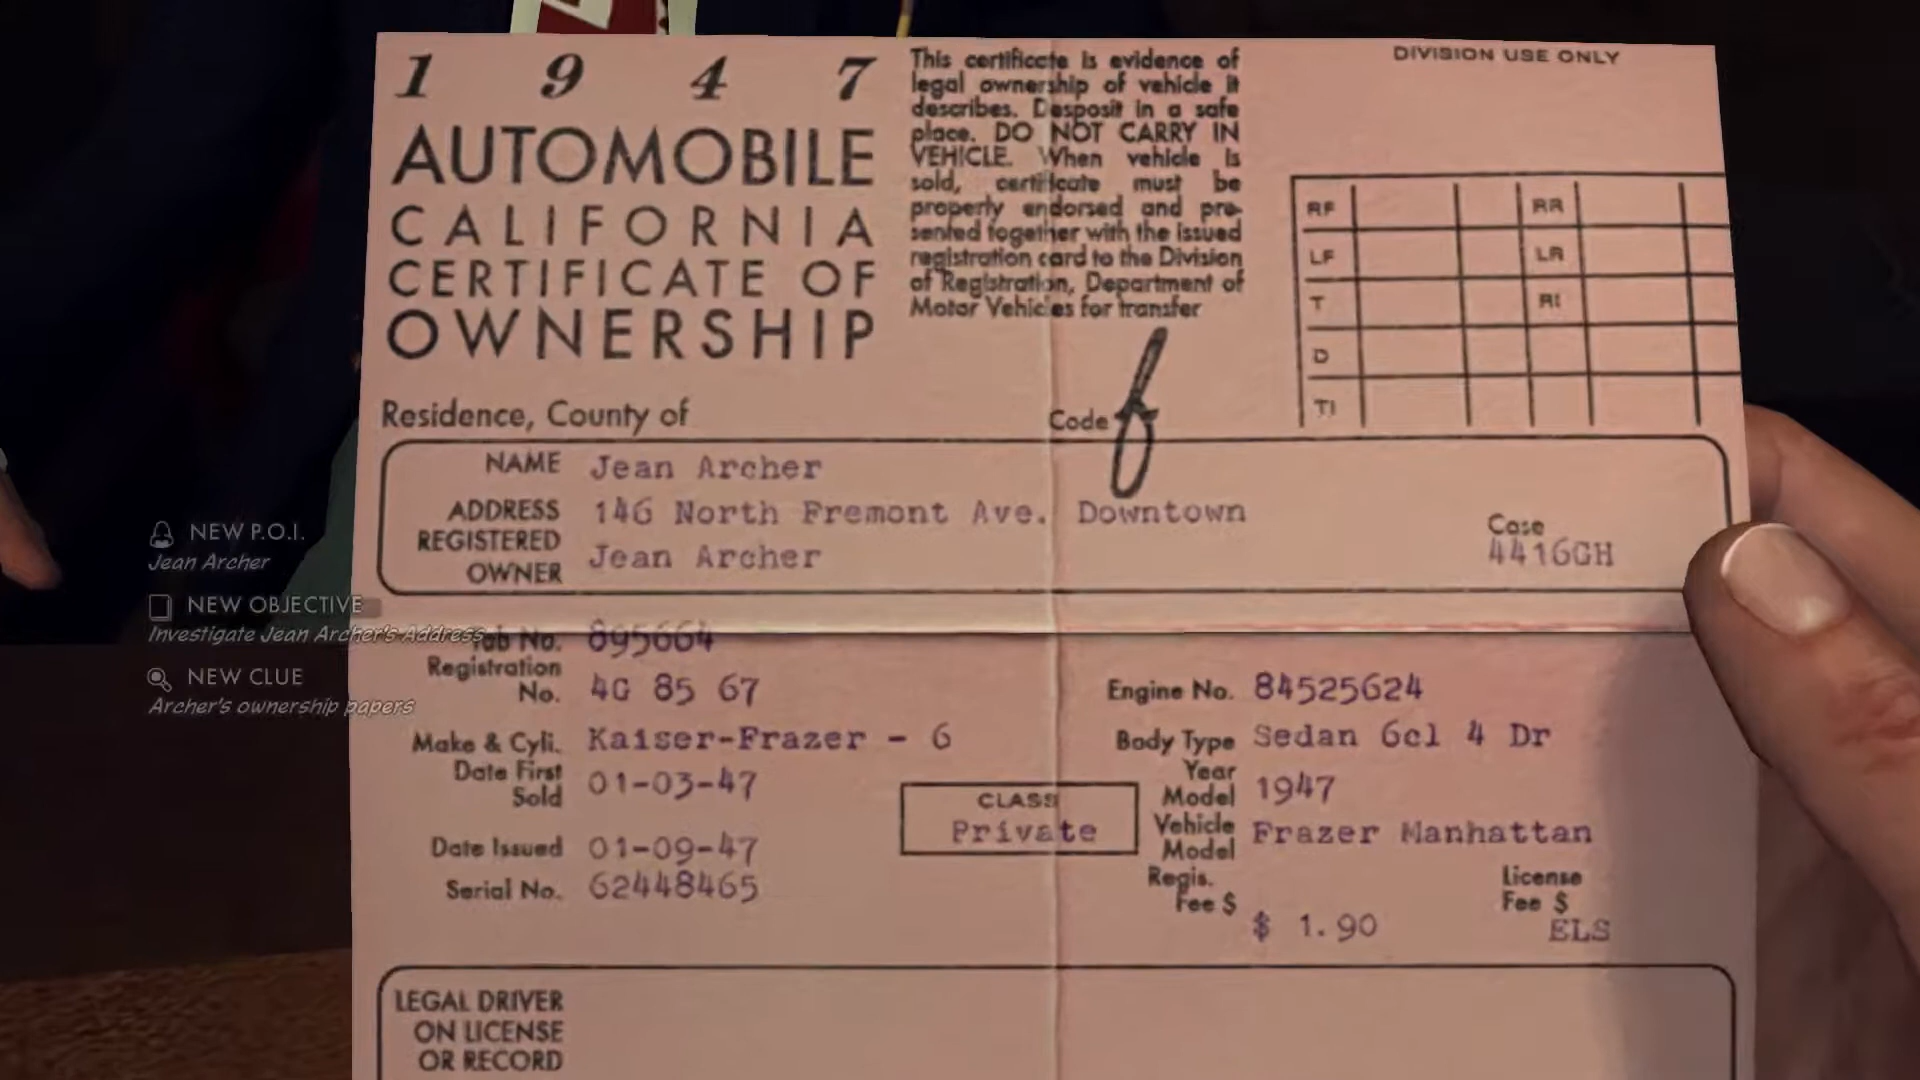 1 9 4 7
AUTOMOBILE
CALIFORNIA
CERTIFICATE OF
OWNERSHIP
This certificate is evidence of
legal ownership of vehicle it
describes. Desposit in a safe
place. DO NOT CARRY IN
VEHICLE. When vehicle is
sold, certificate must be
properly endorsed and pre-
sented together with the issued
registration card to the Division
of Registration, Department of
Motor Vehicles for transfer
DIVISION USE ONLY
RF RR
LF LR
T RI
D
TI
Residence, County of
Code
NAME Jean Archer
ADDRESS 146 North Fremont Ave. Downtown
REGISTERED
OWNER Jean Archer
Case
4416GH
NEW P.O.I.
Jean Archer
NEW OBJECTIVE
Investigate Jean Archer's Address
NEW CLUE
Archer's ownership papers
No. 895664
Registration
No. 4G 85 67
Engine No. 84525624
Make & Cyli. Kaiser-Frazer - 6
Body Type Sedan 6cl 4 Dr
Date First
Sold 01-03-47
Year
Model 1947
CLASS
Private
Vehicle
Model Frazer Manhattan
Date Issued 01-09-47
Serial No. 62448465
Regis.
Fee $
$ 1.90
License
Fee $
ELS
LEGAL DRIVER
ON LICENSE
OR RECORD